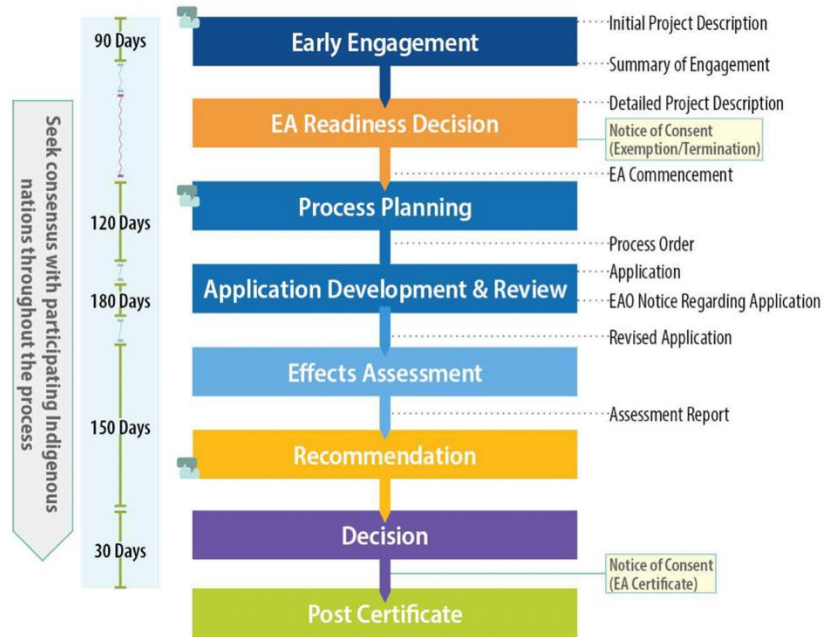 90 Days
120 Days
180 Days
150 Days
30 Days
Seek consensus with participating Indigenous
nations throughout the process
Early Engagement
EA Readiness Decision
Process Planning
Application Development & Review
Effects Assessment
Recommendation
Decision
Post Certificate
Initial Project Description
Summary of Engagement
Detailed Project Description
Notice of Consent
(Exemption/Termination)
EA Commencement
Process Order
Application
EAO Notice Regarding Application
Revised Application
Assessment Report
Notice of Consent
(EA Certificate)